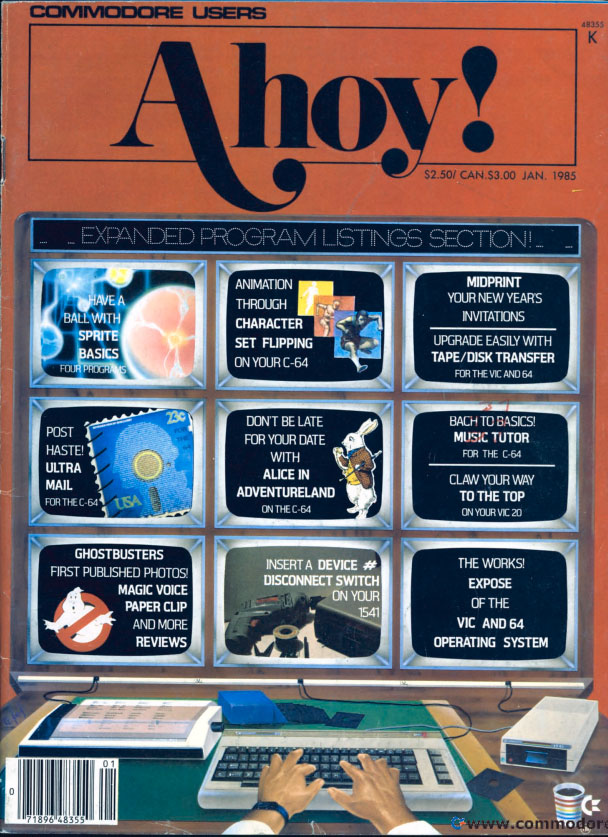 COMMODORE USERS
48355
K
Ahoy!
$2.50/ CAN.$3.00 JAN. 1985
EXPANDED PROGRAM LISTINGS SECTION!
HAVE A
BALL WITH
SPRITE
BASICS
FOUR PROGRAMS
ANIMATION
THROUGH
CHARACTER
SET FLIPPING
ON YOUR C-64
MIDPRINT
YOUR NEW YEAR'S
INVITATIONS
UPGRADE EASILY WITH
TAPE/DISK TRANSFER
FOR THE VIC AND 64
POST
HASTE!
ULTRA
MAIL
FOR THE C-64
23c
USA
DON'T BE LATE
FOR YOUR DATE
WITH
ALICE IN
ADVENTURELAND
ON THE C-64
BACH TO BASICS!
MUSIC TUTOR
FOR THE C-64
CLAW YOUR WAY
TO THE TOP
ON YOUR VIC 20
GHOSTBUSTERS
FIRST PUBLISHED PHOTOS!
MAGIC VOICE
PAPER CLIP
AND MORE
REVIEWS
INSERT A DEVICE #
DISCONNECT SWITCH
ON YOUR
1541
THE WORKS!
EXPOSE
OF THE
VIC AND 64
OPERATING SYSTEM
01
0 71896 48355
www.commodor